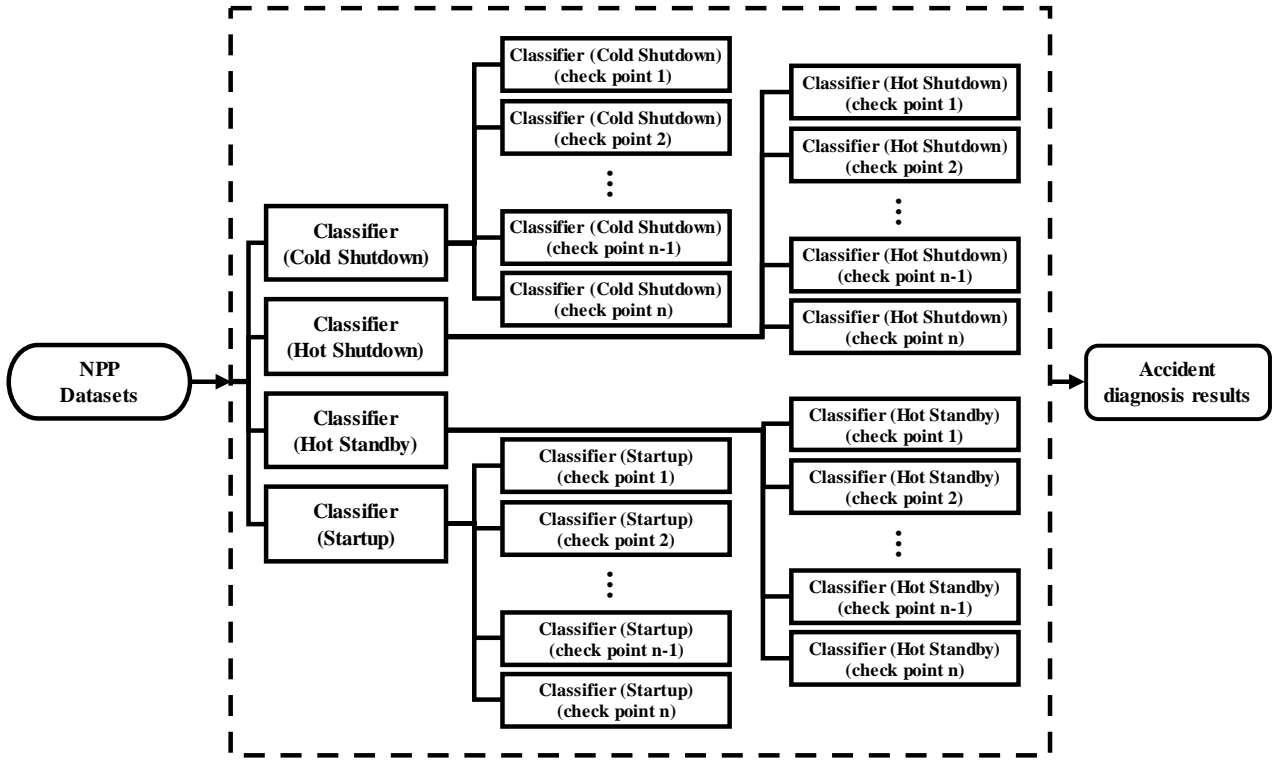 NPP
Datasets
Classifier
(Cold Shutdown)
Classifier
(Hot Shutdown)
Classifier
(Hot Standby)
Classifier
(Startup)
Classifier (Cold Shutdown)
(check point 1)
Classifier (Cold Shutdown)
(check point 2)
⋮
Classifier (Cold Shutdown)
(check point n-1)
Classifier (Cold Shutdown)
(check point n)
Classifier (Startup)
(check point 1)
Classifier (Startup)
(check point 2)
⋮
Classifier (Startup)
(check point n-1)
Classifier (Startup)
(check point n)
Classifier (Hot Shutdown)
(check point 1)
Classifier (Hot Shutdown)
(check point 2)
⋮
Classifier (Hot Shutdown)
(check point n-1)
Classifier (Hot Shutdown)
(check point n)
Classifier (Hot Standby)
(check point 1)
Classifier (Hot Standby)
(check point 2)
⋮
Classifier (Hot Standby)
(check point n-1)
Classifier (Hot Standby)
(check point n)
Accident
diagnosis results